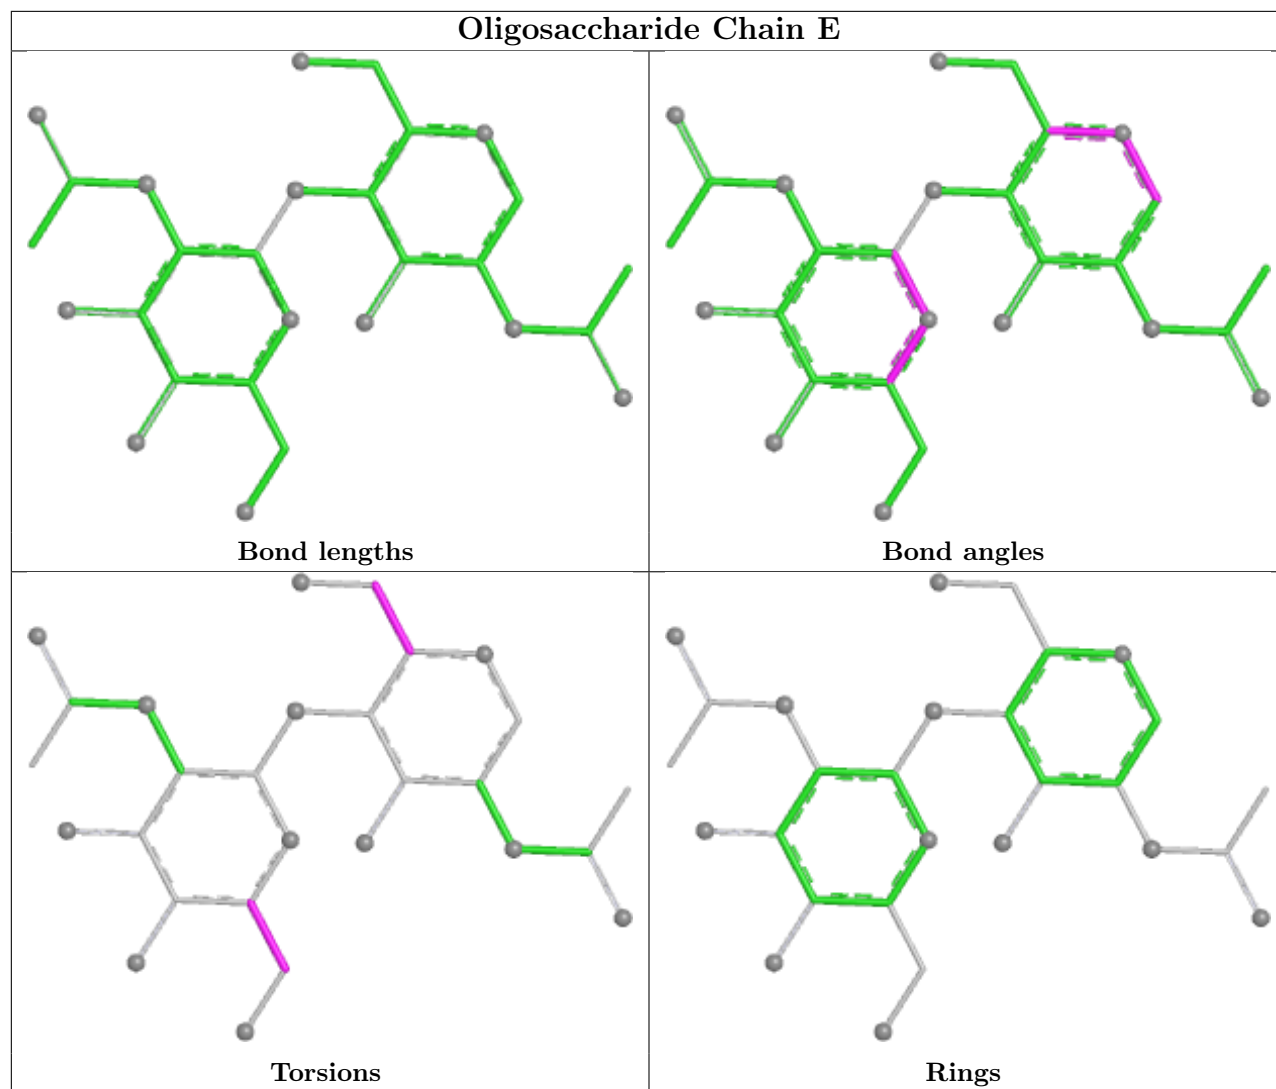 Oligosaccharide Chain E
Bond lengths
Bond angles
Torsions
Rings